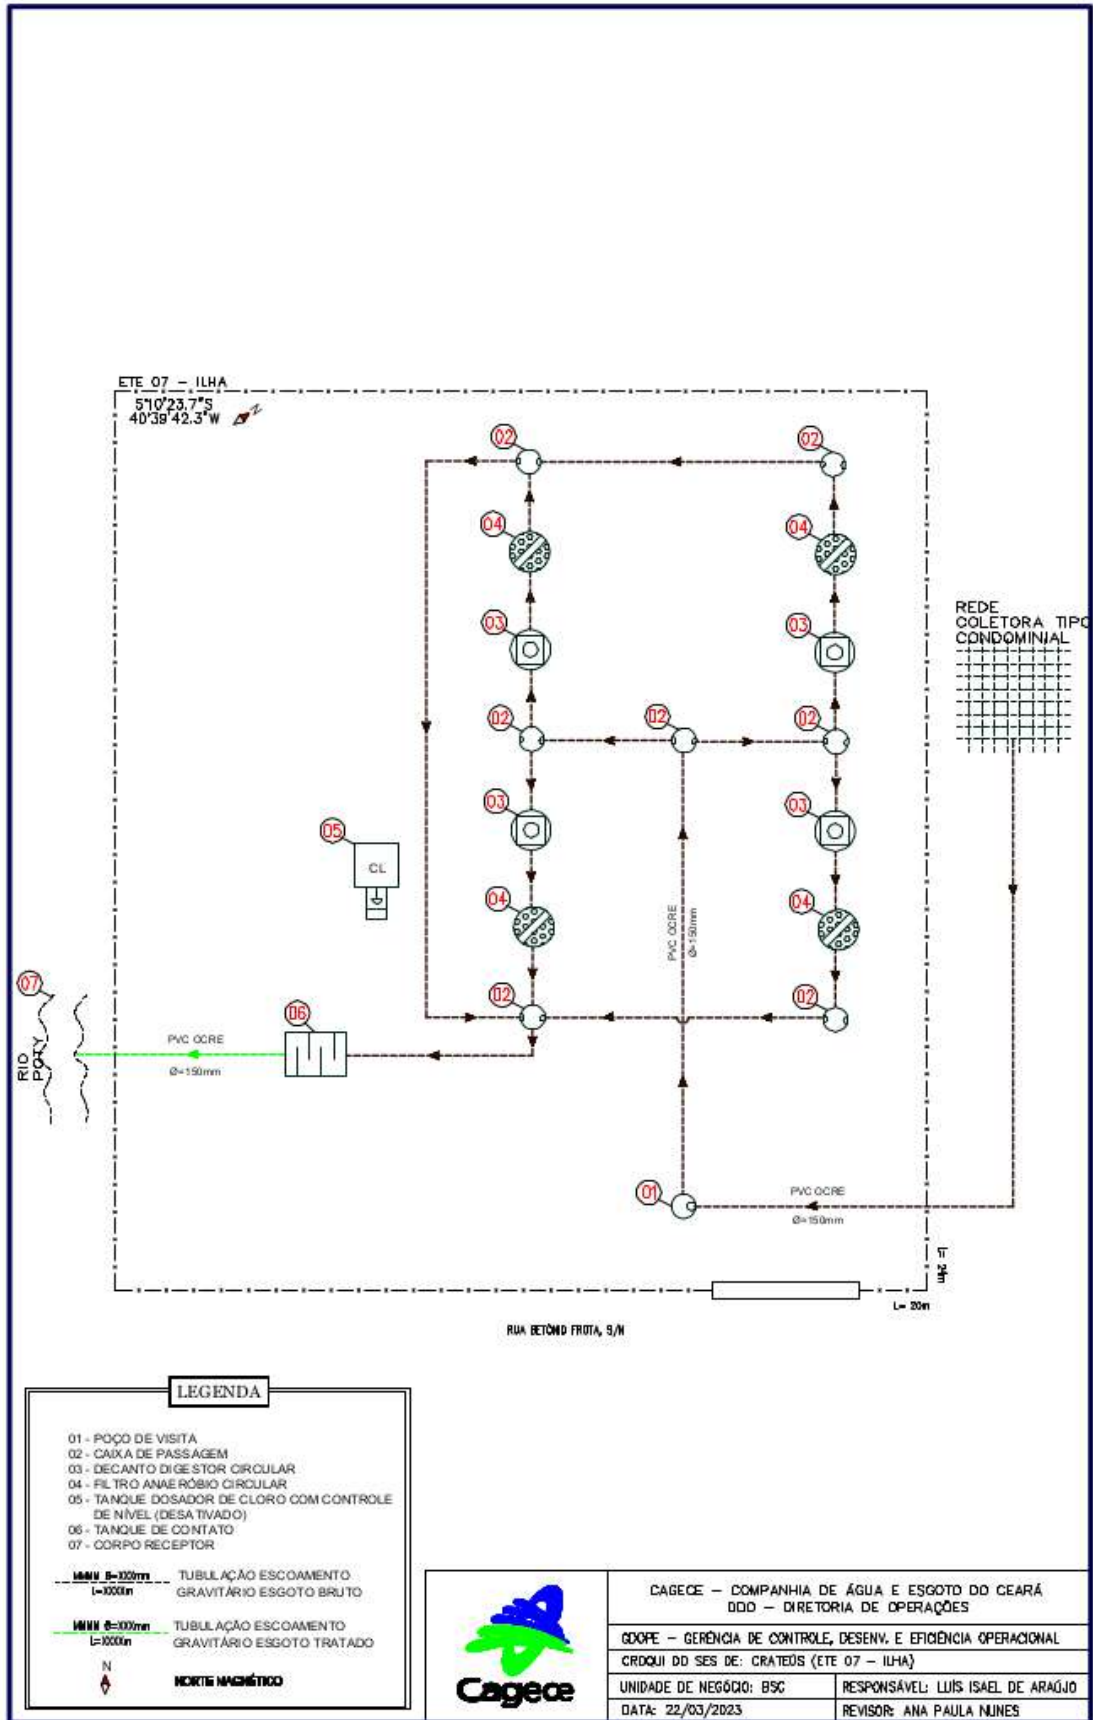 ETE 07 - ILHA
5°10'23.7"S
40°39'42.3"W
N
02
02
04
04
REDE
COLETORA TIPO
CONDOMINIAL
03
03
02
02
02
03
03
05
CL
04
04
PVC OCRE
Ø=150mm
02
02
07
06
RIO
POTY
PVC OCRE
Ø=150mm
01
PVC OCRE
Ø=150mm
L= 24m
L= 20m
RUA BETÔNIO FROTA, S/N
LEGENDA
01 - POÇO DE VISITA
02 - CAIXA DE PASSAGEM
03 - DECANTO DIGESTOR CIRCULAR
04 - FILTRO ANAERÓBIO CIRCULAR
05 - TANQUE DOSADOR DE CLORO COM CONTROLE
DE NÍVEL (DESATIVADO)
06 - TANQUE DE CONTATO
07 - CORPO RECEPTOR
MMMM Ø=XXXmm
L=XXXXm
TUBULAÇÃO ESCOAMENTO
GRAVITÁRIO ESGOTO BRUTO
MMMM Ø=XXXmm
L=XXXXm
TUBULAÇÃO ESCOAMENTO
GRAVITÁRIO ESGOTO TRATADO
N
NORTE MAGNÉTICO
Cagece
CAGECE - COMPANHIA DE ÁGUA E ESGOTO DO CEARÁ
DDO - DIRETORIA DE OPERAÇÕES
GDOPE - GERÊNCIA DE CONTROLE, DESENV. E EFICIÊNCIA OPERACIONAL
CROQUI DO SES DE: CRATEÚS (ETE 07 - ILHA)
UNIDADE DE NEGÓCIO: BSC
RESPONSÁVEL: LUÍS ISAEL DE ARAÚJO
DATA: 22/03/2023
REVISOR: ANA PAULA NUNES